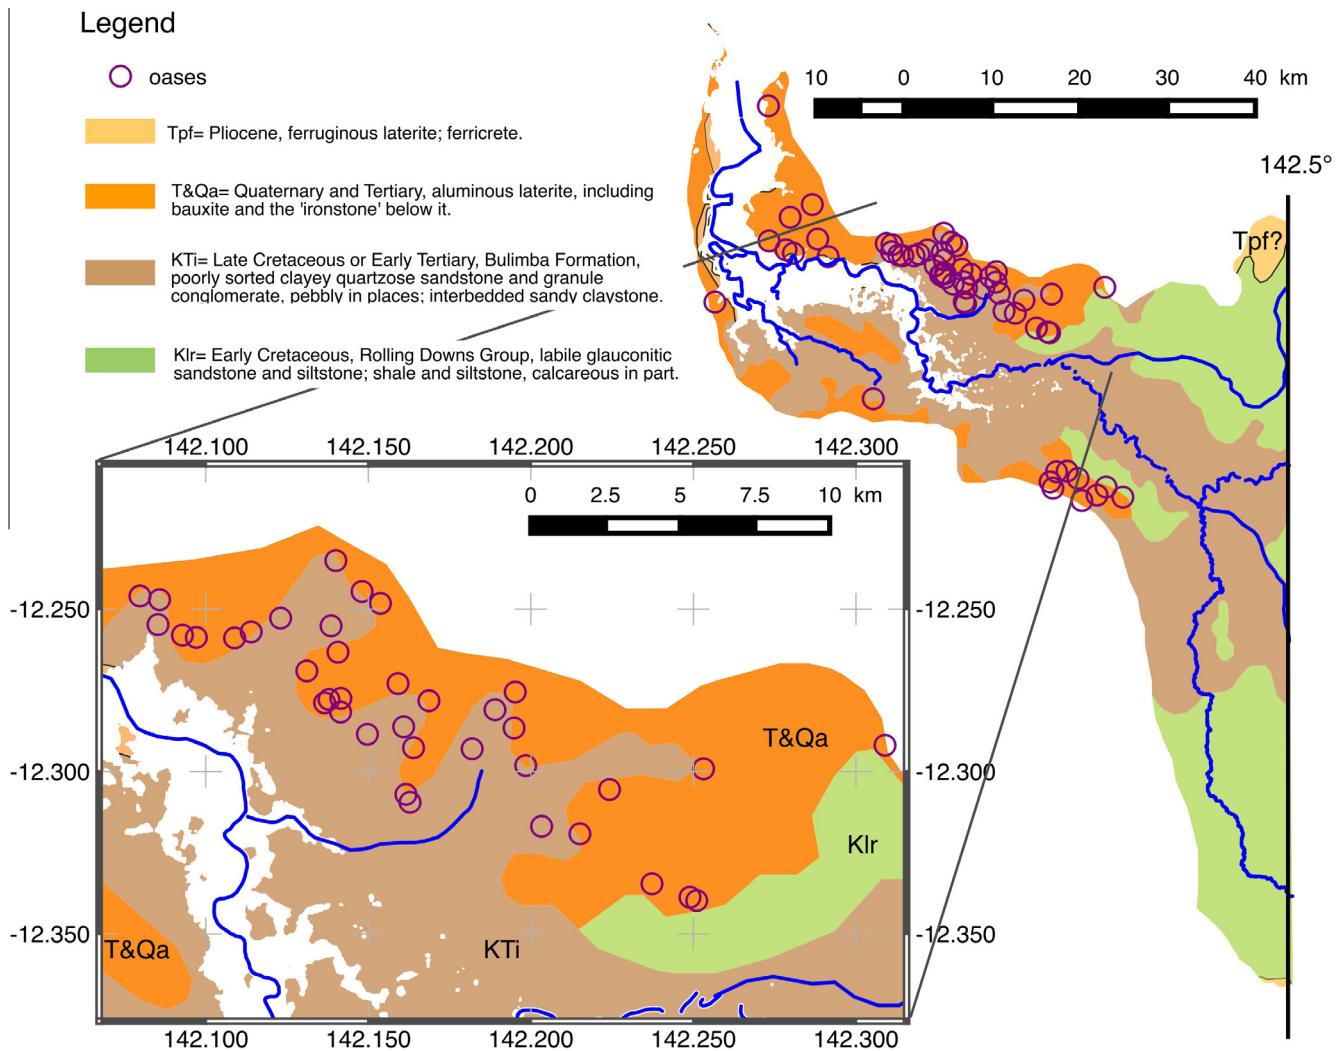 Legend
oases
Tpf= Pliocene, ferruginous laterite; ferricrete.
T&Qa= Quaternary and Tertiary, aluminous laterite, including
bauxite and the 'ironstone' below it.
KTi= Late Cretaceous or Early Tertiary, Bulimba Formation,
poorly sorted clayey quartzose sandstone and granule
conglomerate, pebbly in places; interbedded sandy claystone.
Klr= Early Cretaceous, Rolling Downs Group, labile glauconitic
sandstone and siltstone; shale and siltstone, calcareous in part.
10 0 10 20 30 40 km
142.5°
Tpf?
142.100 142.150 142.200 142.250 142.300
0 2.5 5 7.5 10 km
-12.250 -12.250
T&Qa
-12.300 -12.300
Klr
-12.350 -12.350
T&Qa
KTi
142.100 142.150 142.200 142.250 142.300